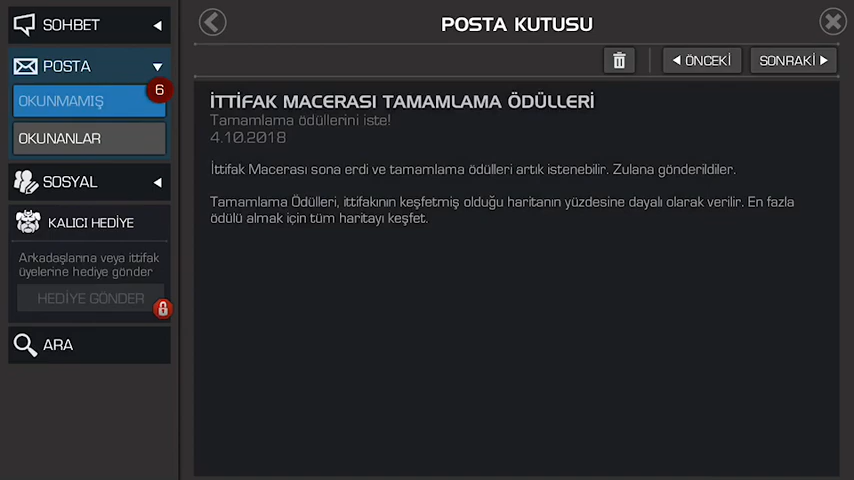 SOHBET
POSTA
6
OKUNMAMIŞ
OKUNANLAR
SOSYAL
KALICI HEDİYE
Arkadaşlarına veya ittifak
üyelerine hediye gönder
HEDİYE GÖNDER
ARA
POSTA KUTUSU
ÖNCEKİ
SONRAKİ
İTTİFAK MACERASI TAMAMLAMA ÖDÜLLERİ
Tamamlama ödüllerini iste!
4.10.2018
İttifak Macerası sona erdi ve tamamlama ödülleri artık istenebilir. Zulana gönderildiler.
Tamamlama Ödülleri, ittifakının keşfetmiş olduğu haritanın yüzdesine dayalı olarak verilir. En fazla
ödülü almak için tüm haritayı keşfet.